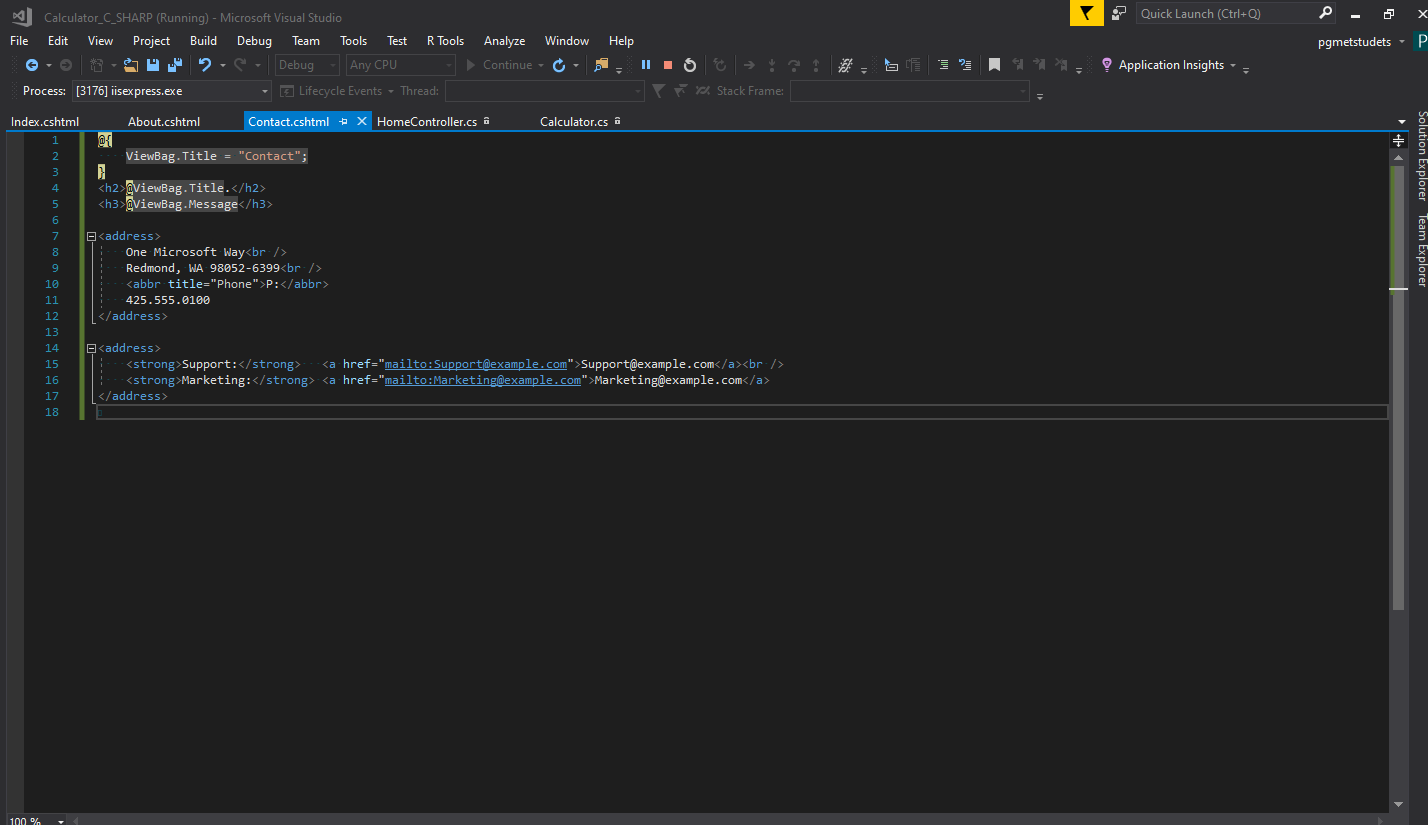 Calculator_C_SHARP (Running) - Microsoft Visual Studio
Quick Launch (Ctrl+Q)
File Edit View Project Build Debug Team Tools Test R Tools Analyze Window Help
pgmetstudets
P
Debug Any CPU Continue Application Insights
Process: [3176] iisexpress.exe Lifecycle Events Thread: Stack Frame:
Index.cshtml About.cshtml Contact.cshtml HomeController.cs Calculator.cs
1 @{
2 ViewBag.Title = "Contact";
3 }
4 <h2>@ViewBag.Title.</h2>
5 <h3>@ViewBag.Message</h3>
6
7 <address>
8 One Microsoft Way<br />
9 Redmond, WA 98052-6399<br />
10 <abbr title="Phone">P:</abbr>
11 425.555.0100
12 </address>
13
14 <address>
15 <strong>Support:</strong> <a href="mailto:Support@example.com">Support@example.com</a><br />
16 <strong>Marketing:</strong> <a href="mailto:Marketing@example.com">Marketing@example.com</a>
17 </address>
18
Solution Explorer
Team Explorer
100 %